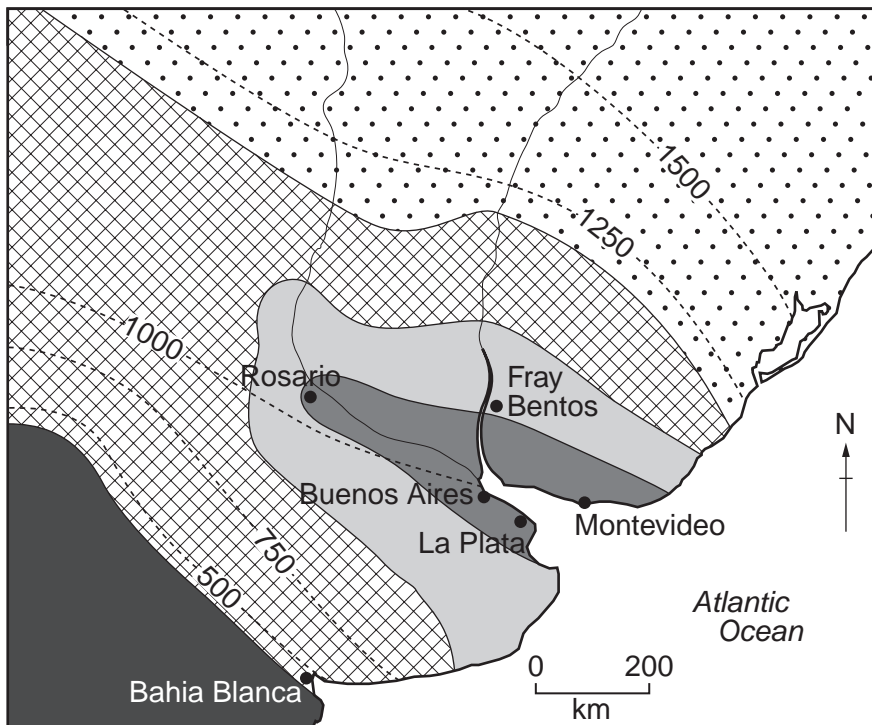 1500
1250
1000
Rosario
Fray
Bentos
N
Buenos Aires
Montevideo
La Plata
750
500
Atlantic
Ocean
0 200
km
Bahia Blanca